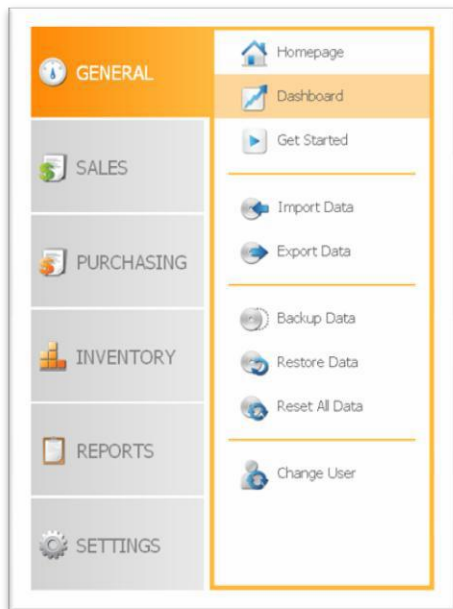 GENERAL
SALES
PURCHASING
INVENTORY
REPORTS
SETTINGS
Homepage
Dashboard
Get Started
Import Data
Export Data
Backup Data
Restore Data
Reset All Data
Change User